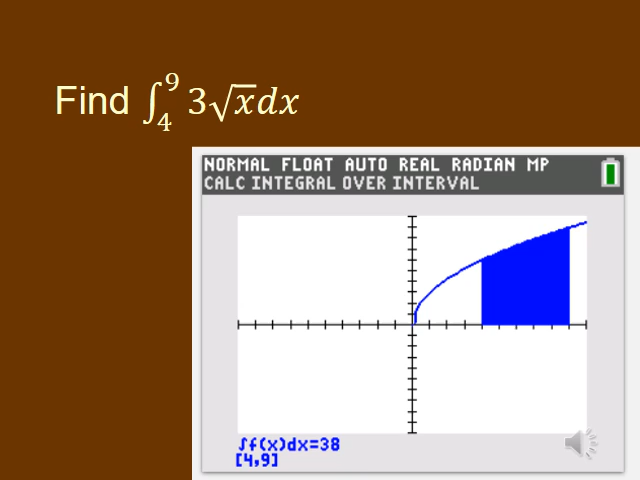 Find ∫₄⁹ 3√x dx
NORMAL FLOAT AUTO REAL RADIAN MP
CALC INTEGRAL OVER INTERVAL
∫f(x)dx=38
[4,9]